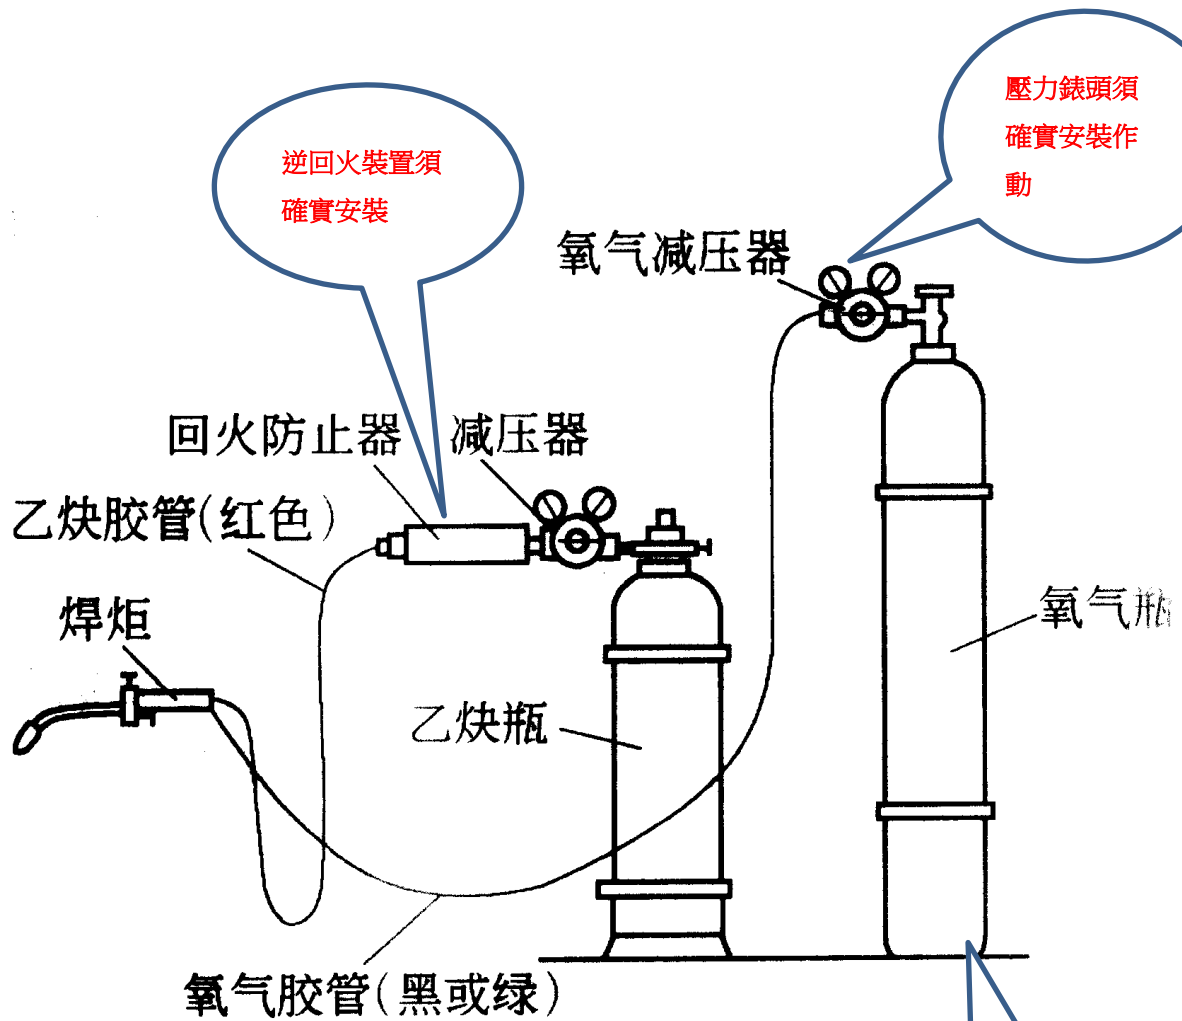 壓力錶頭須
確實安裝作
動
逆回火裝置須
確實安裝
氧气减压器
回火防止器
减压器
乙炔胶管(红色)
焊炬
氧气瓶
乙炔瓶
氧气胶管(黑或绿)